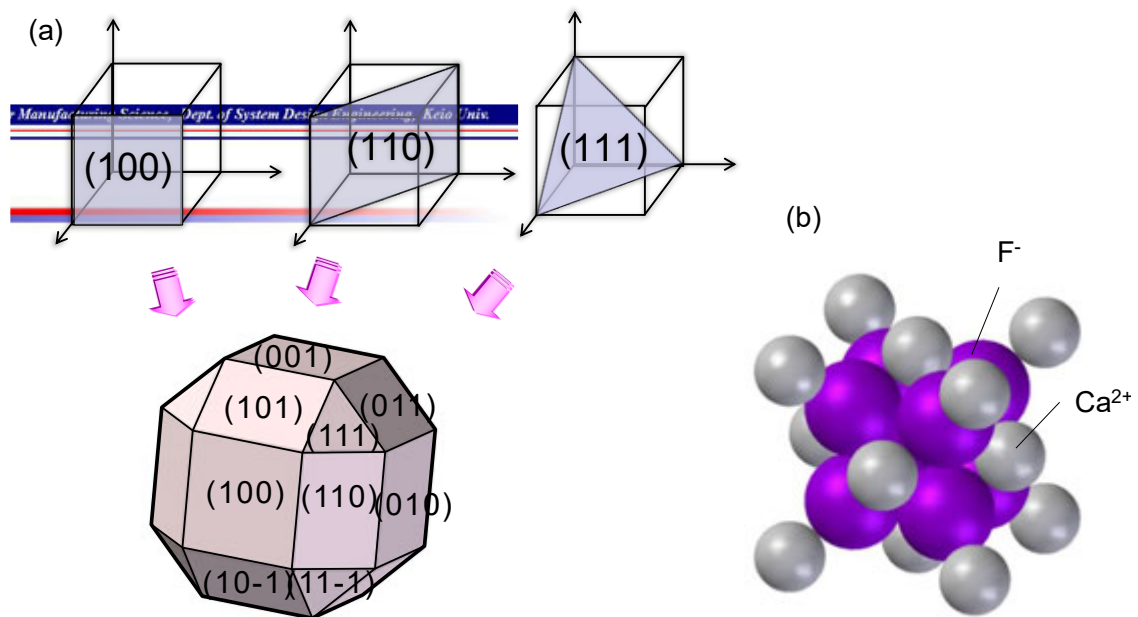 (a)
r Manufacturing Science, Dept. of System Design Engineering, Keio Univ.
(100)
(110)
(111)
(b)
F-
Ca2+
(001)
(101)
(011)
(111)
(100)
(110)
(010)
(10-1)
(11-1)